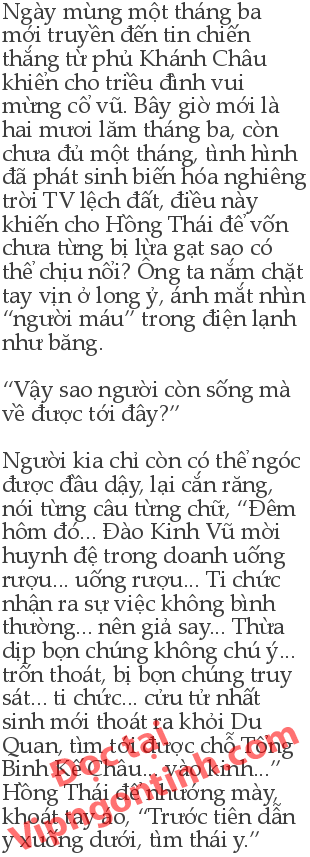 Ngày mùng một tháng ba
mới truyền đến tin chiến
thắng từ phủ Khánh Châu
khiến cho triều đình vui
mừng cổ vũ. Bây giờ mới là
hai mươi lăm tháng ba, còn
chưa đủ một tháng, tình hình
đã phát sinh biến hóa nghiêng
trời TV lệch đất, điều này
khiến cho Hồng Thái đế vốn
chưa từng bị lừa gạt sao có
thể chịu nổi? Ông ta nắm chặt
tay vịn ở long ỷ, ánh mắt nhìn
“người máu” trong điện lạnh
như băng.
“Vậy sao ngươi còn sống mà
về được tới đây?”
Người kia chỉ còn có thể ngóc
được đầu dậy, lại cắn răng,
nói từng câu từng chữ, “Đêm
hôm đó... Đào Kinh Vũ mời
huynh đệ trong doanh uống
rượu... uống rượu... Ti chức
nhận ra sự việc không bình
thường... nên giả say... Thừa
dịp bọn chúng không chú ý...
trốn thoát, bị bọn chúng truy
sát... ti chức... cửu tử nhất
sinh mới thoát ra khỏi Du
Quan, tìm tới được chỗ Tổng
Binh Kế Châu... vào kinh...”
Hồng Thái đế nhướng mày,
khoát tay áo, “Trước tiên dẫn
y xuống dưới, tìm thái y.”
Đọc tại
Vipngontinh.com